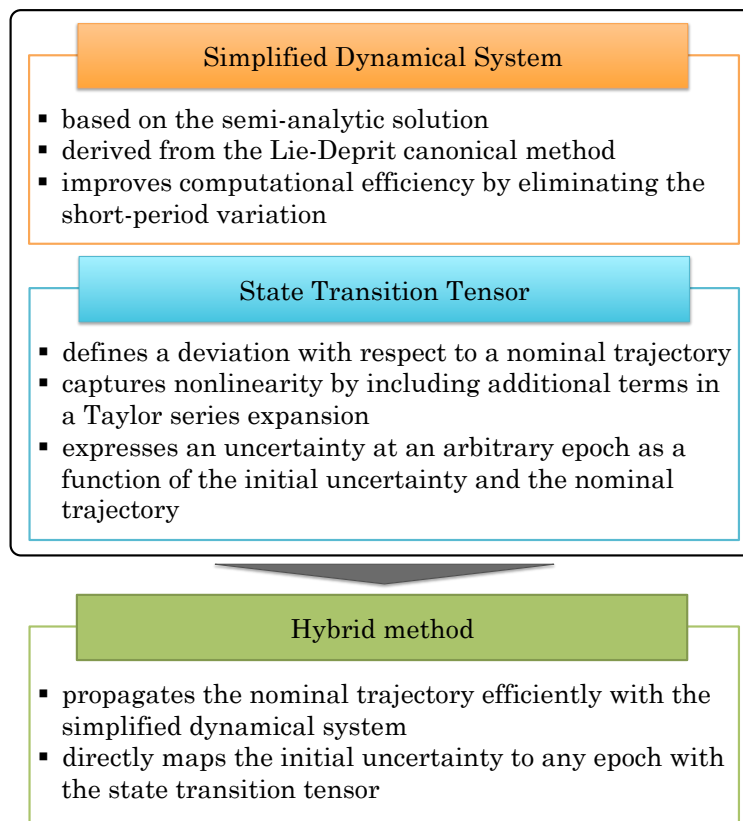 Simplified Dynamical System
▪ based on the semi-analytic solution
▪ derived from the Lie-Deprit canonical method
▪ improves computational efficiency by eliminating the
short-period variation
State Transition Tensor
▪ defines a deviation with respect to a nominal trajectory
▪ captures nonlinearity by including additional terms in
a Taylor series expansion
▪ expresses an uncertainty at an arbitrary epoch as a
function of the initial uncertainty and the nominal
trajectory
Hybrid method
▪ propagates the nominal trajectory efficiently with the
simplified dynamical system
▪ directly maps the initial uncertainty to any epoch with
the state transition tensor